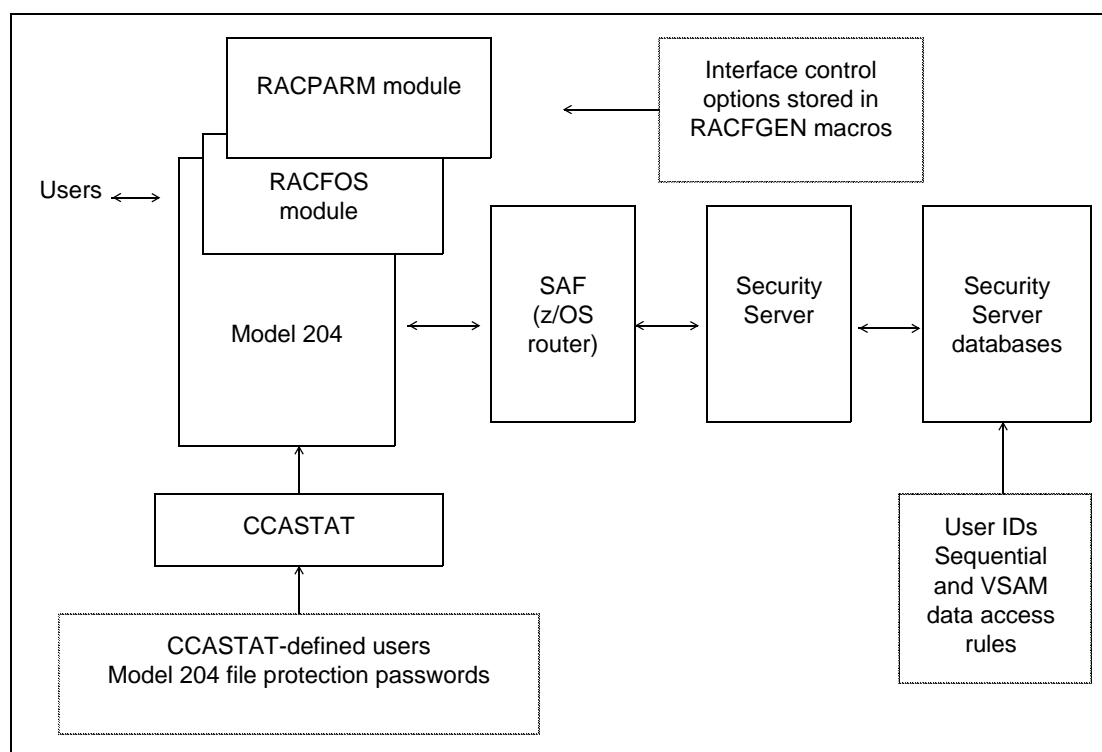 RACPARM module
Interface control
options stored in
RACFGEN macros
Users
RACFOS
module
Model 204
SAF
(z/OS
router)
Security
Server
Security
Server
databases
CCASTAT
User IDs
Sequential
and VSAM
data access
rules
CCASTAT-defined users
Model 204 file protection passwords